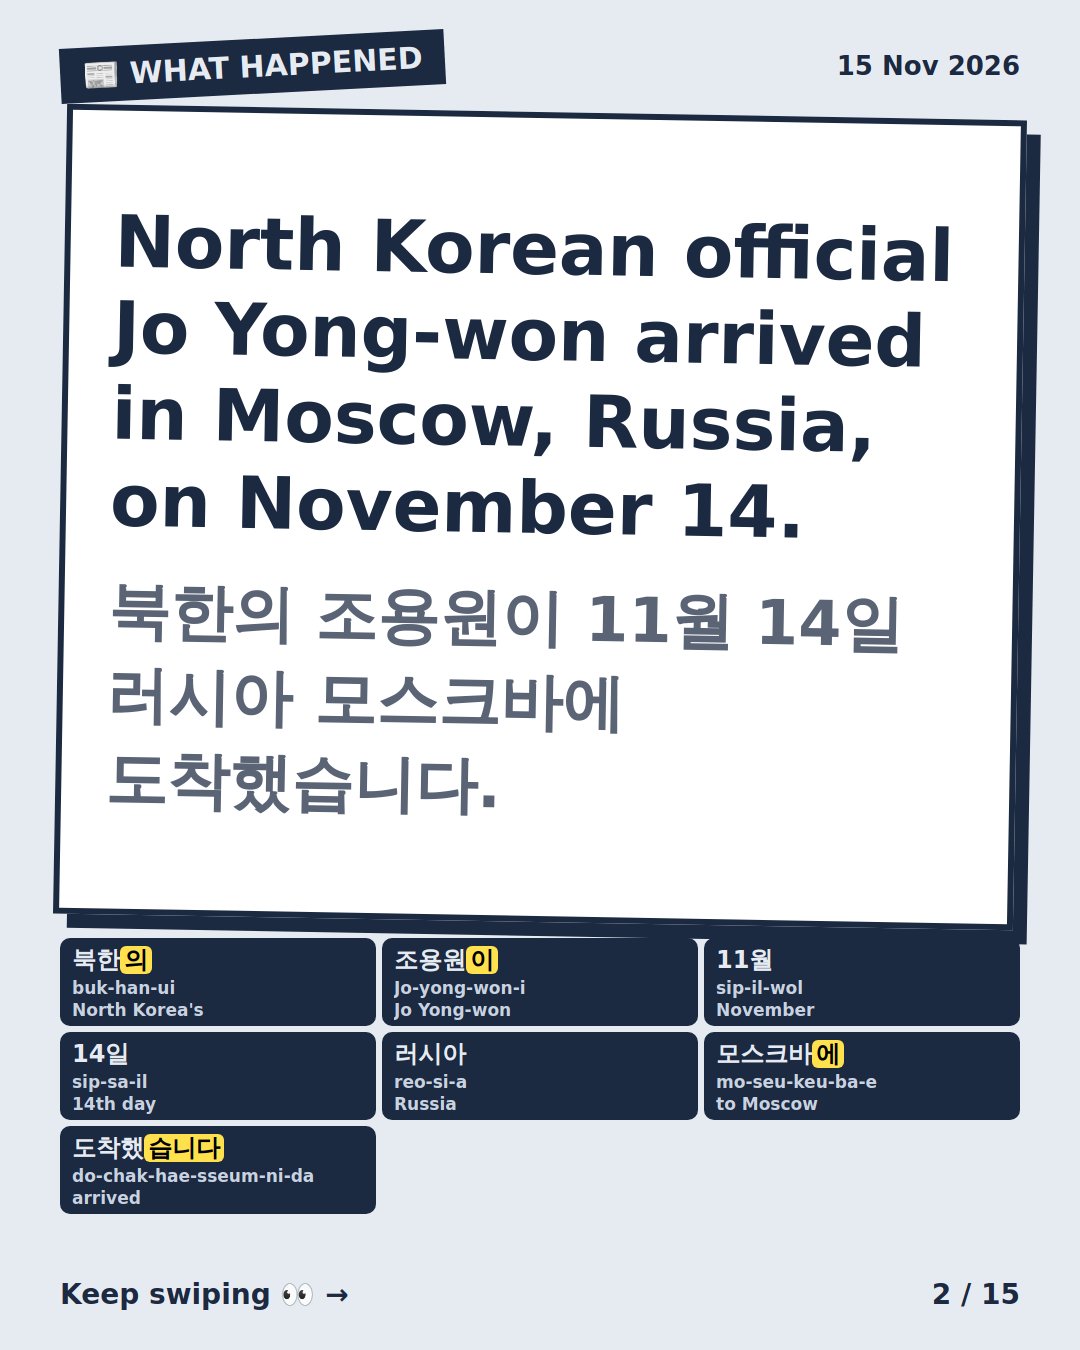 📰 WHAT HAPPENED
15 Nov 2026
North Korean official
Jo Yong-won arrived
in Moscow, Russia,
on November 14.
북한의 조용원이 11월 14일
러시아 모스크바에
도착했습니다.
북한의
buk-han-ui
North Korea's
조용원이
Jo-yong-won-i
Jo Yong-won
11월
sip-il-wol
November
14일
sip-sa-il
14th day
러시아
reo-si-a
Russia
모스크바에
mo-seu-keu-ba-e
to Moscow
도착했습니다
do-chak-hae-sseum-ni-da
arrived
Keep swiping 👀 →
2 / 15